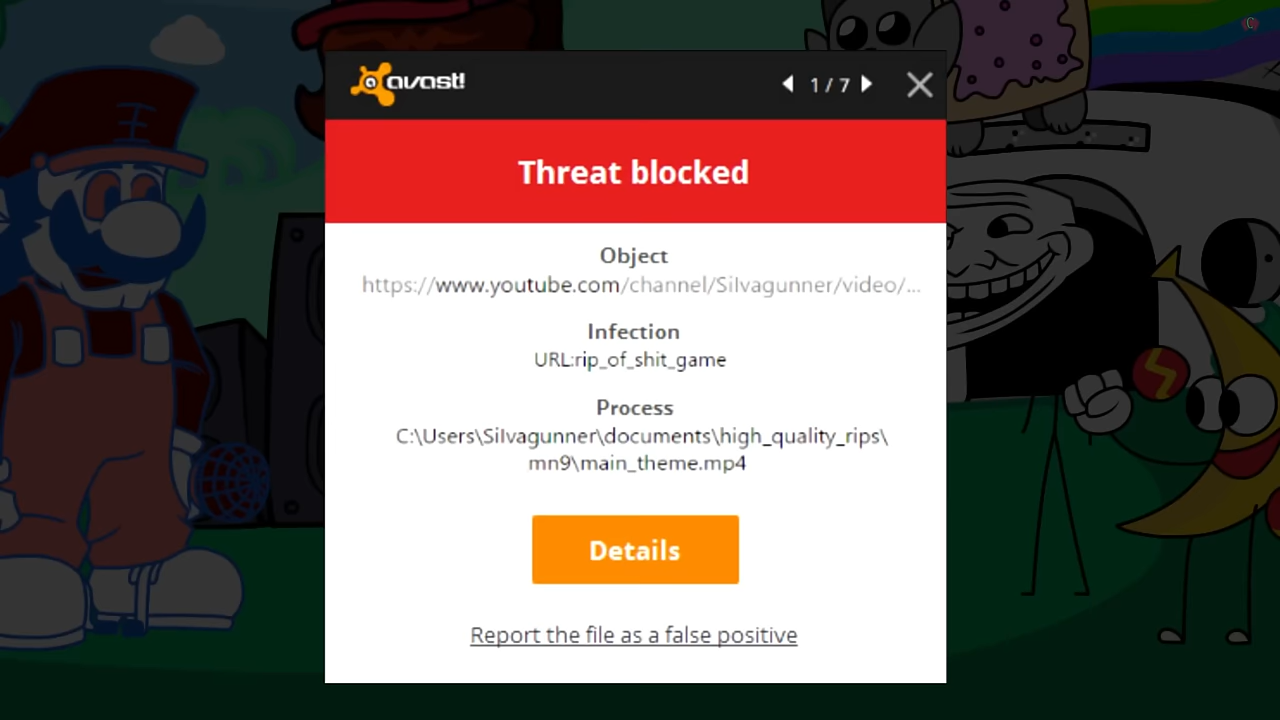 avast!
1 / 7
Threat blocked
Object
https://www.youtube.com/channel/Silvagunner/video/...
Infection
URL:rip_of_shit_game
Process
C:\Users\Silvagunner\documents\high_quality_rips\
mn9\main_theme.mp4
Details
Report the file as a false positive